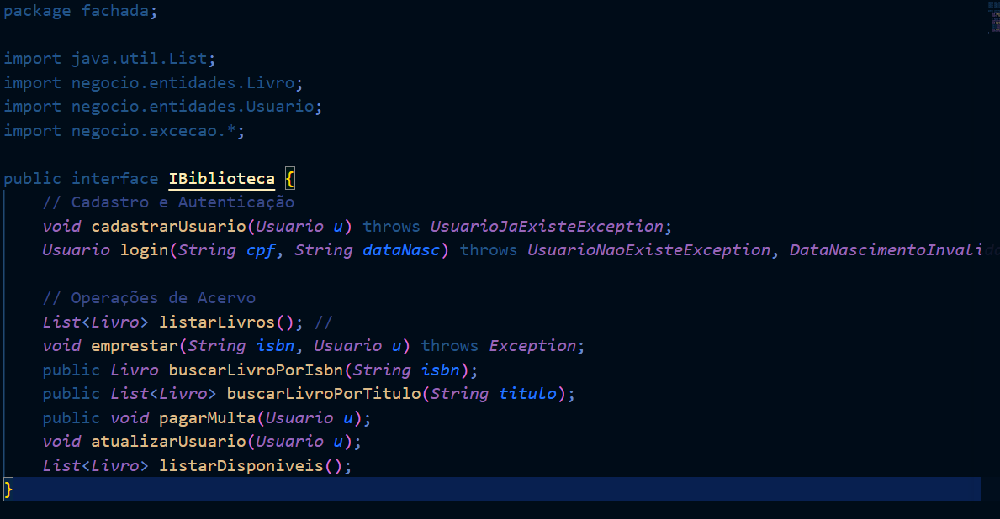 package fachada;
import java.util.List;
import negocio.entidades.Livro;
import negocio.entidades.Usuario;
import negocio.excecao.*;
public interface IBiblioteca {
// Cadastro e Autenticação
void cadastrarUsuario(Usuario u) throws UsuarioJaExisteException;
Usuario login(String cpf, String dataNasc) throws UsuarioNaoExisteException,
// Operações de Acervo
List<Livro> listarLivros(); //
void emprestar(String isbn, Usuario u) throws Exception;
public Livro buscarLivroPorIsbn(String isbn);
public List<Livro> buscarLivroPorTitulo(String titulo);
public void pagarMulta(Usuario u);
void atualizarUsuario(Usuario u);
List<Livro> listarDisponiveis();
}